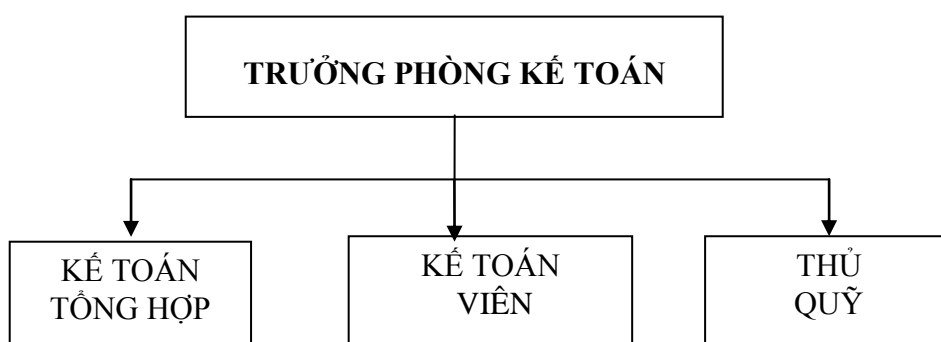 TRƯỞNG PHÒNG KẾ TOÁN
KẾ TOÁN
TỔNG HỢP
KẾ TOÁN
VIÊN
THỦ
QUỸ